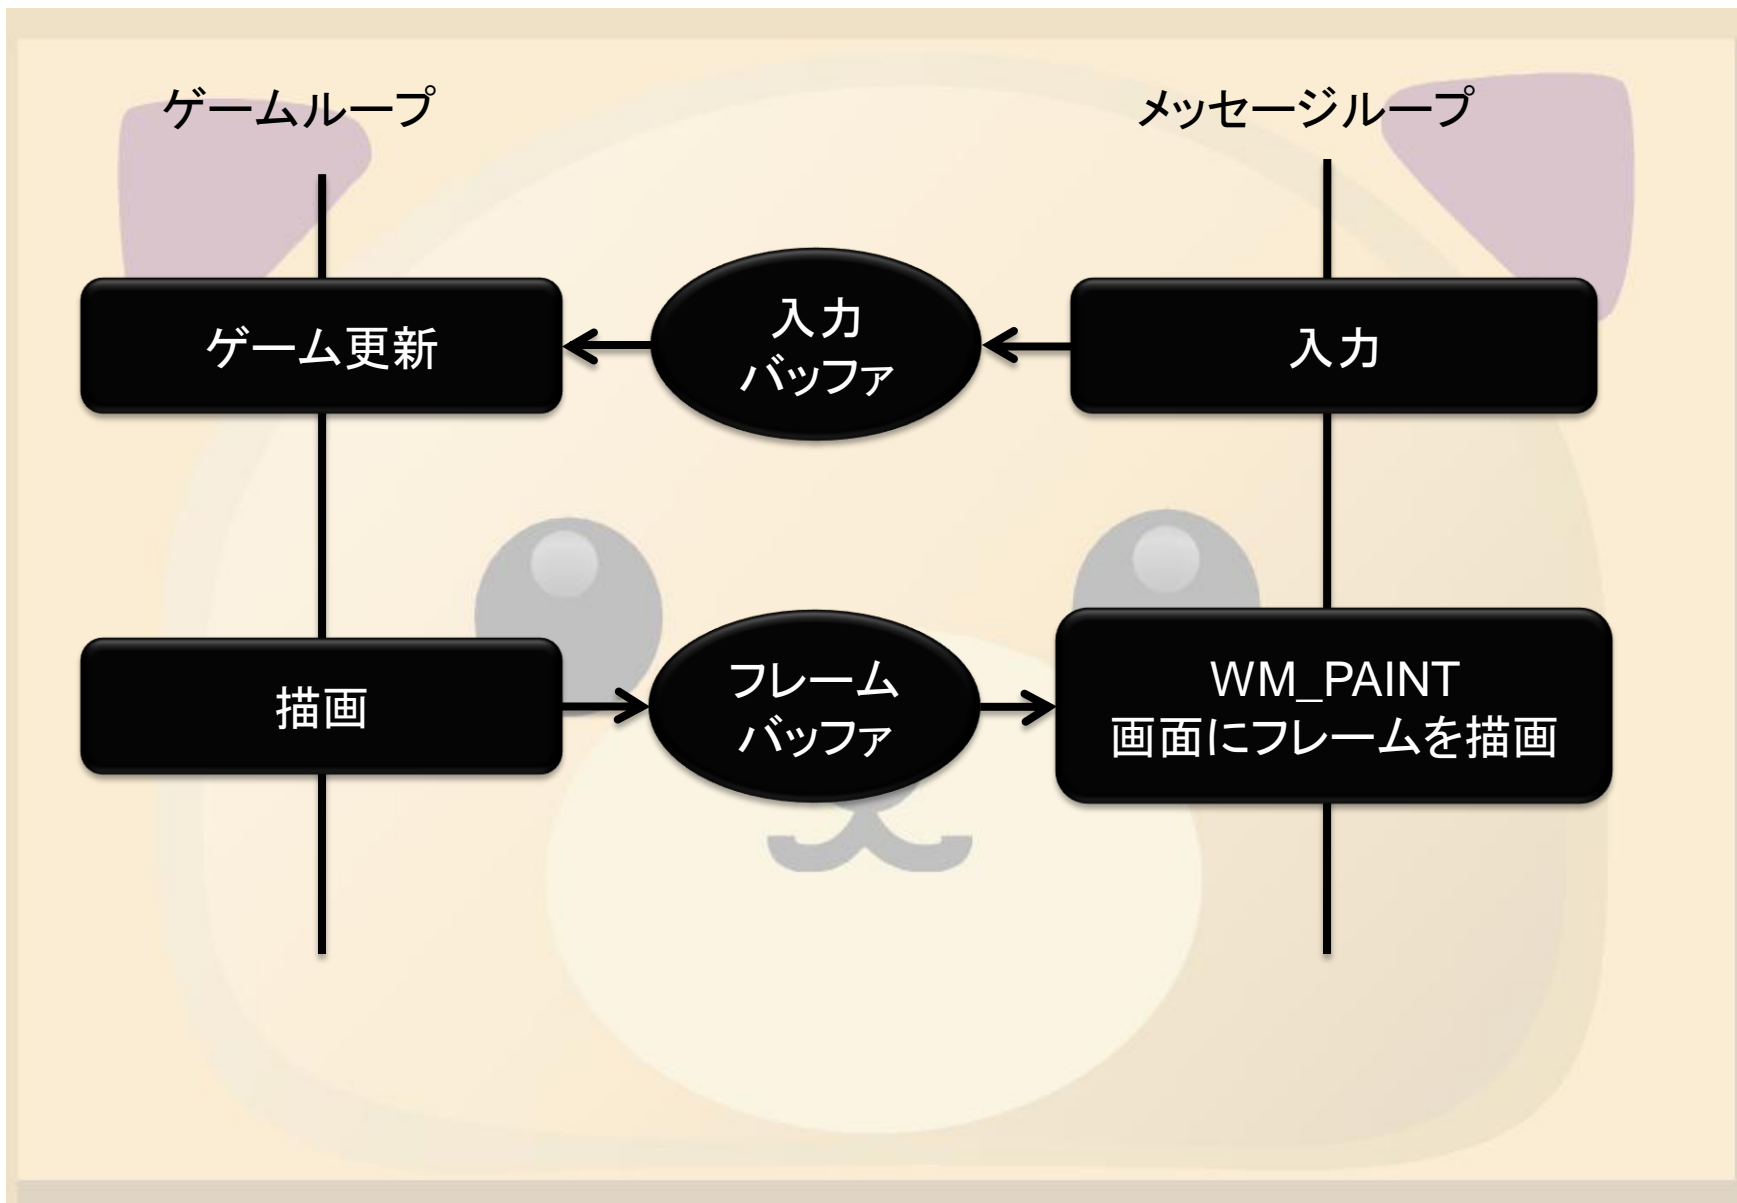 ゲームループ
メッセージループ
ゲーム更新
入力
バッファ
入力
描画
フレーム
バッファ
WM_PAINT
画面にフレームを描画